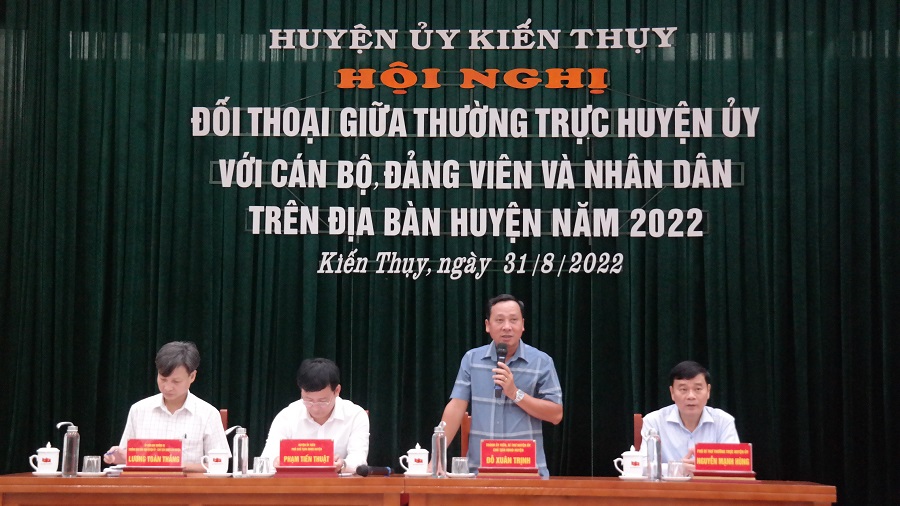 HUYỆN ỦY KIẾN THỤY
HỘI NGHỊ
ĐỐI THOẠI GIỮA THƯỜNG TRỰC HUYỆN ỦY
VỚI CÁN BỘ, ĐẢNG VIÊN VÀ NHÂN DÂN
TRÊN ĐỊA BÀN HUYỆN NĂM 2022
Kiến Thụy, ngày 31/8/2022
LƯƠNG TOÀN THẮNG
PHẠM TIẾN THUẬT
ĐỖ XUÂN TRỊNH
NGUYỄN MẠNH HÙNG